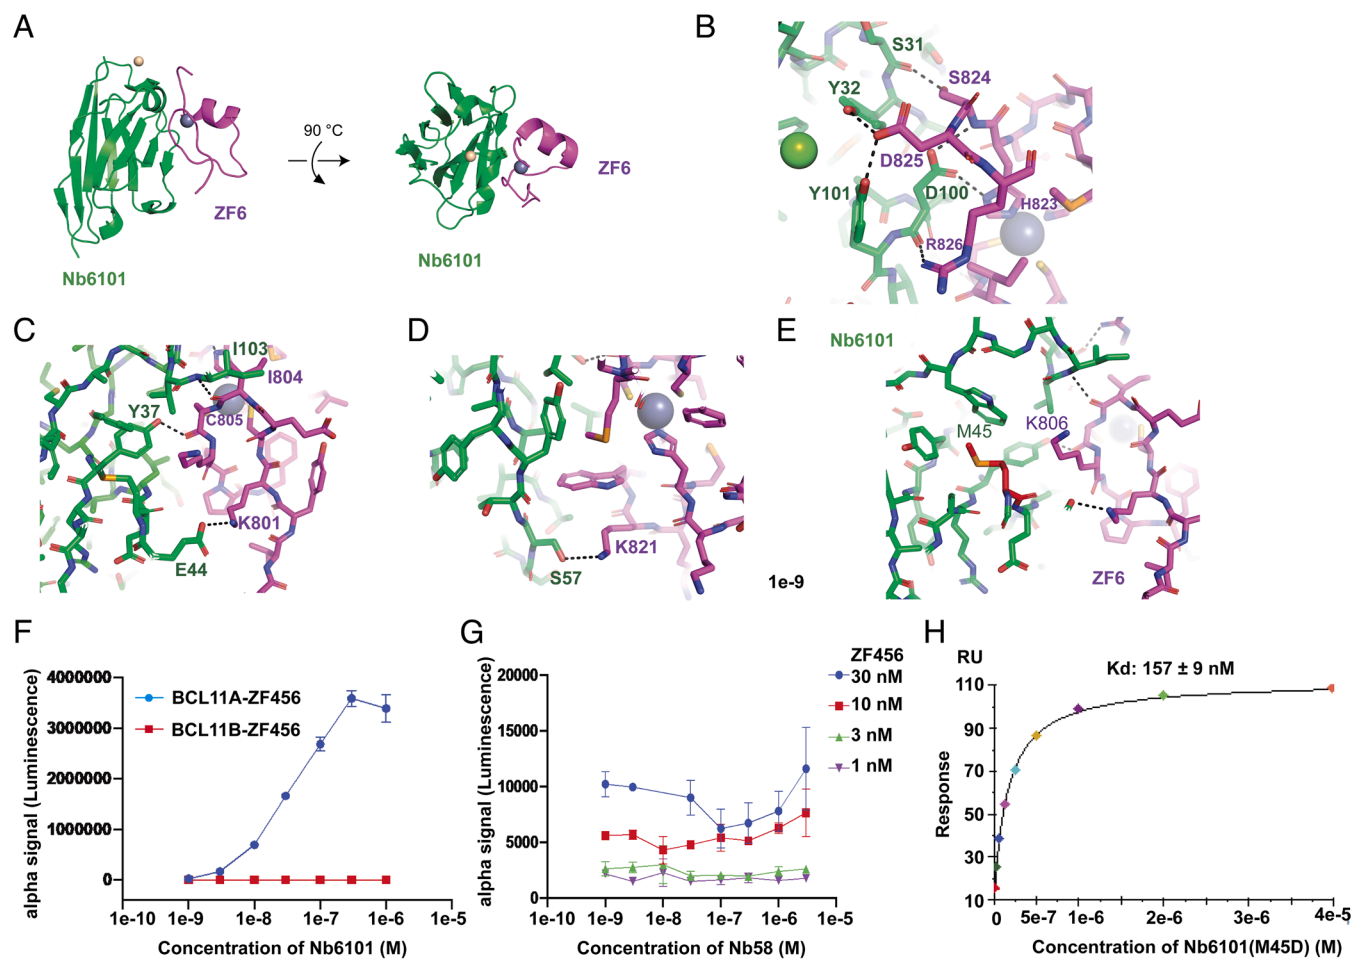 A
90 °C
ZF6
ZF6
Nb6101
Nb6101
B
S31
S824
Y32
D825
Y101
D100
H823
R826
C
I103
I804
C805
Y37
K801
E44
D
K821
S57
1e-9
E
Nb6101
M45
K806
ZF6
F
alpha signal (Luminescence)
4000000
3000000
2000000
1000000
0
BCL11A-ZF456
BCL11B-ZF456
1e-10 1e-9 1e-8 1e-7 1e-6 1e-5
Concentration of Nb6101 (M)
G
alpha signal (Luminescence)
20000
15000
10000
5000
0
ZF456
30 nM
10 nM
3 nM
1 nM
1e-10 1e-9 1e-8 1e-7 1e-6 1e-5
Concentration of Nb58 (M)
H
RU
Kd: 157 ± 9 nM
Response
110
90
70
50
30
10
0 5e-7 1e-6 2e-6 3e-6 4e-5
Concentration of Nb6101(M45D) (M)